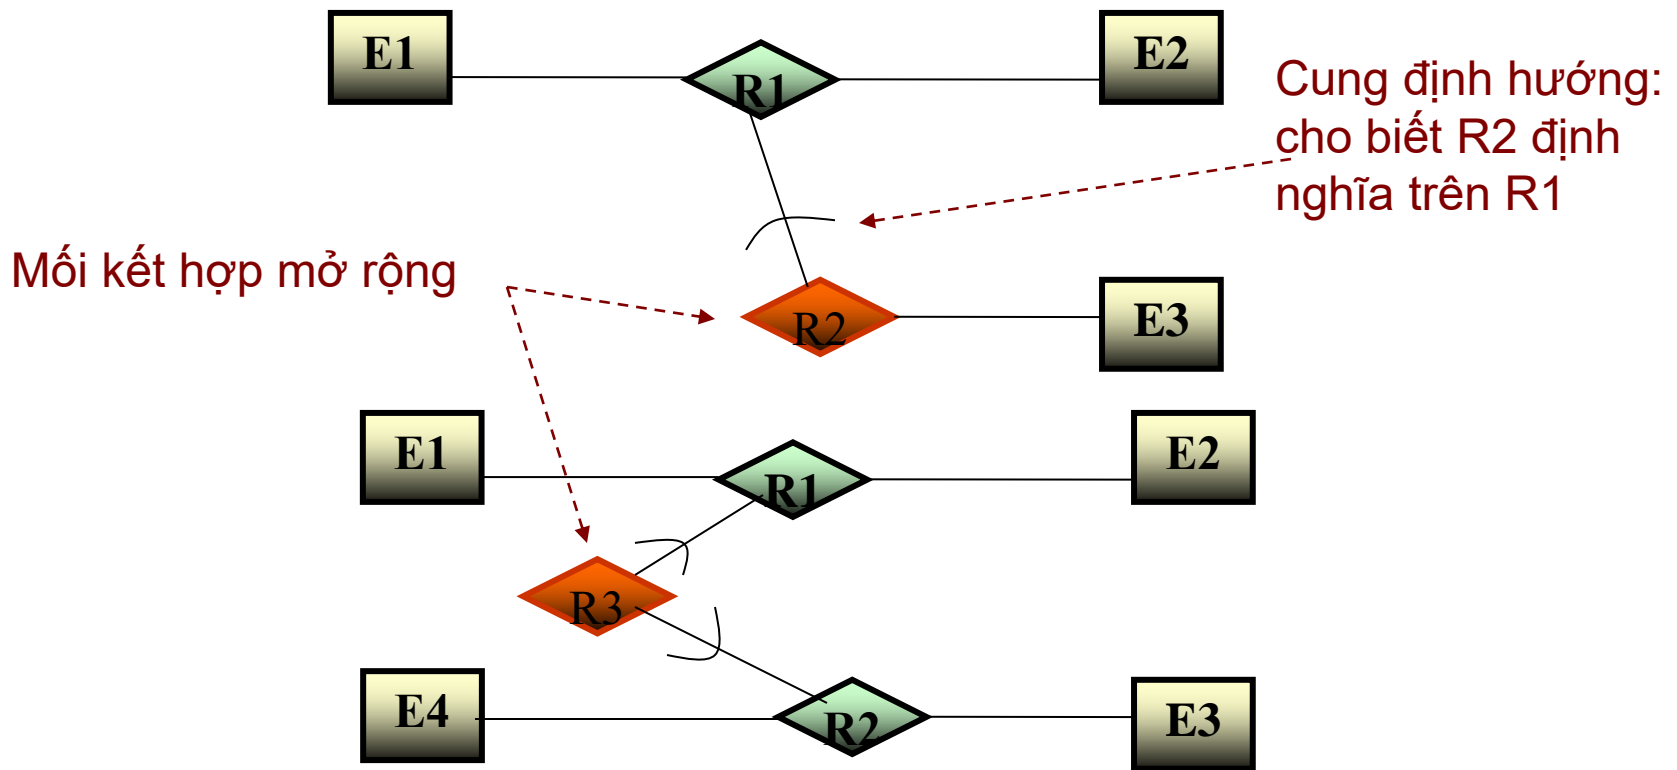 E1
R1
E2
Cung định hướng:
cho biết R2 định
nghĩa trên R1
Mối kết hợp mở rộng
R2
E3
E1
R1
E2
R3
E4
R2
E3